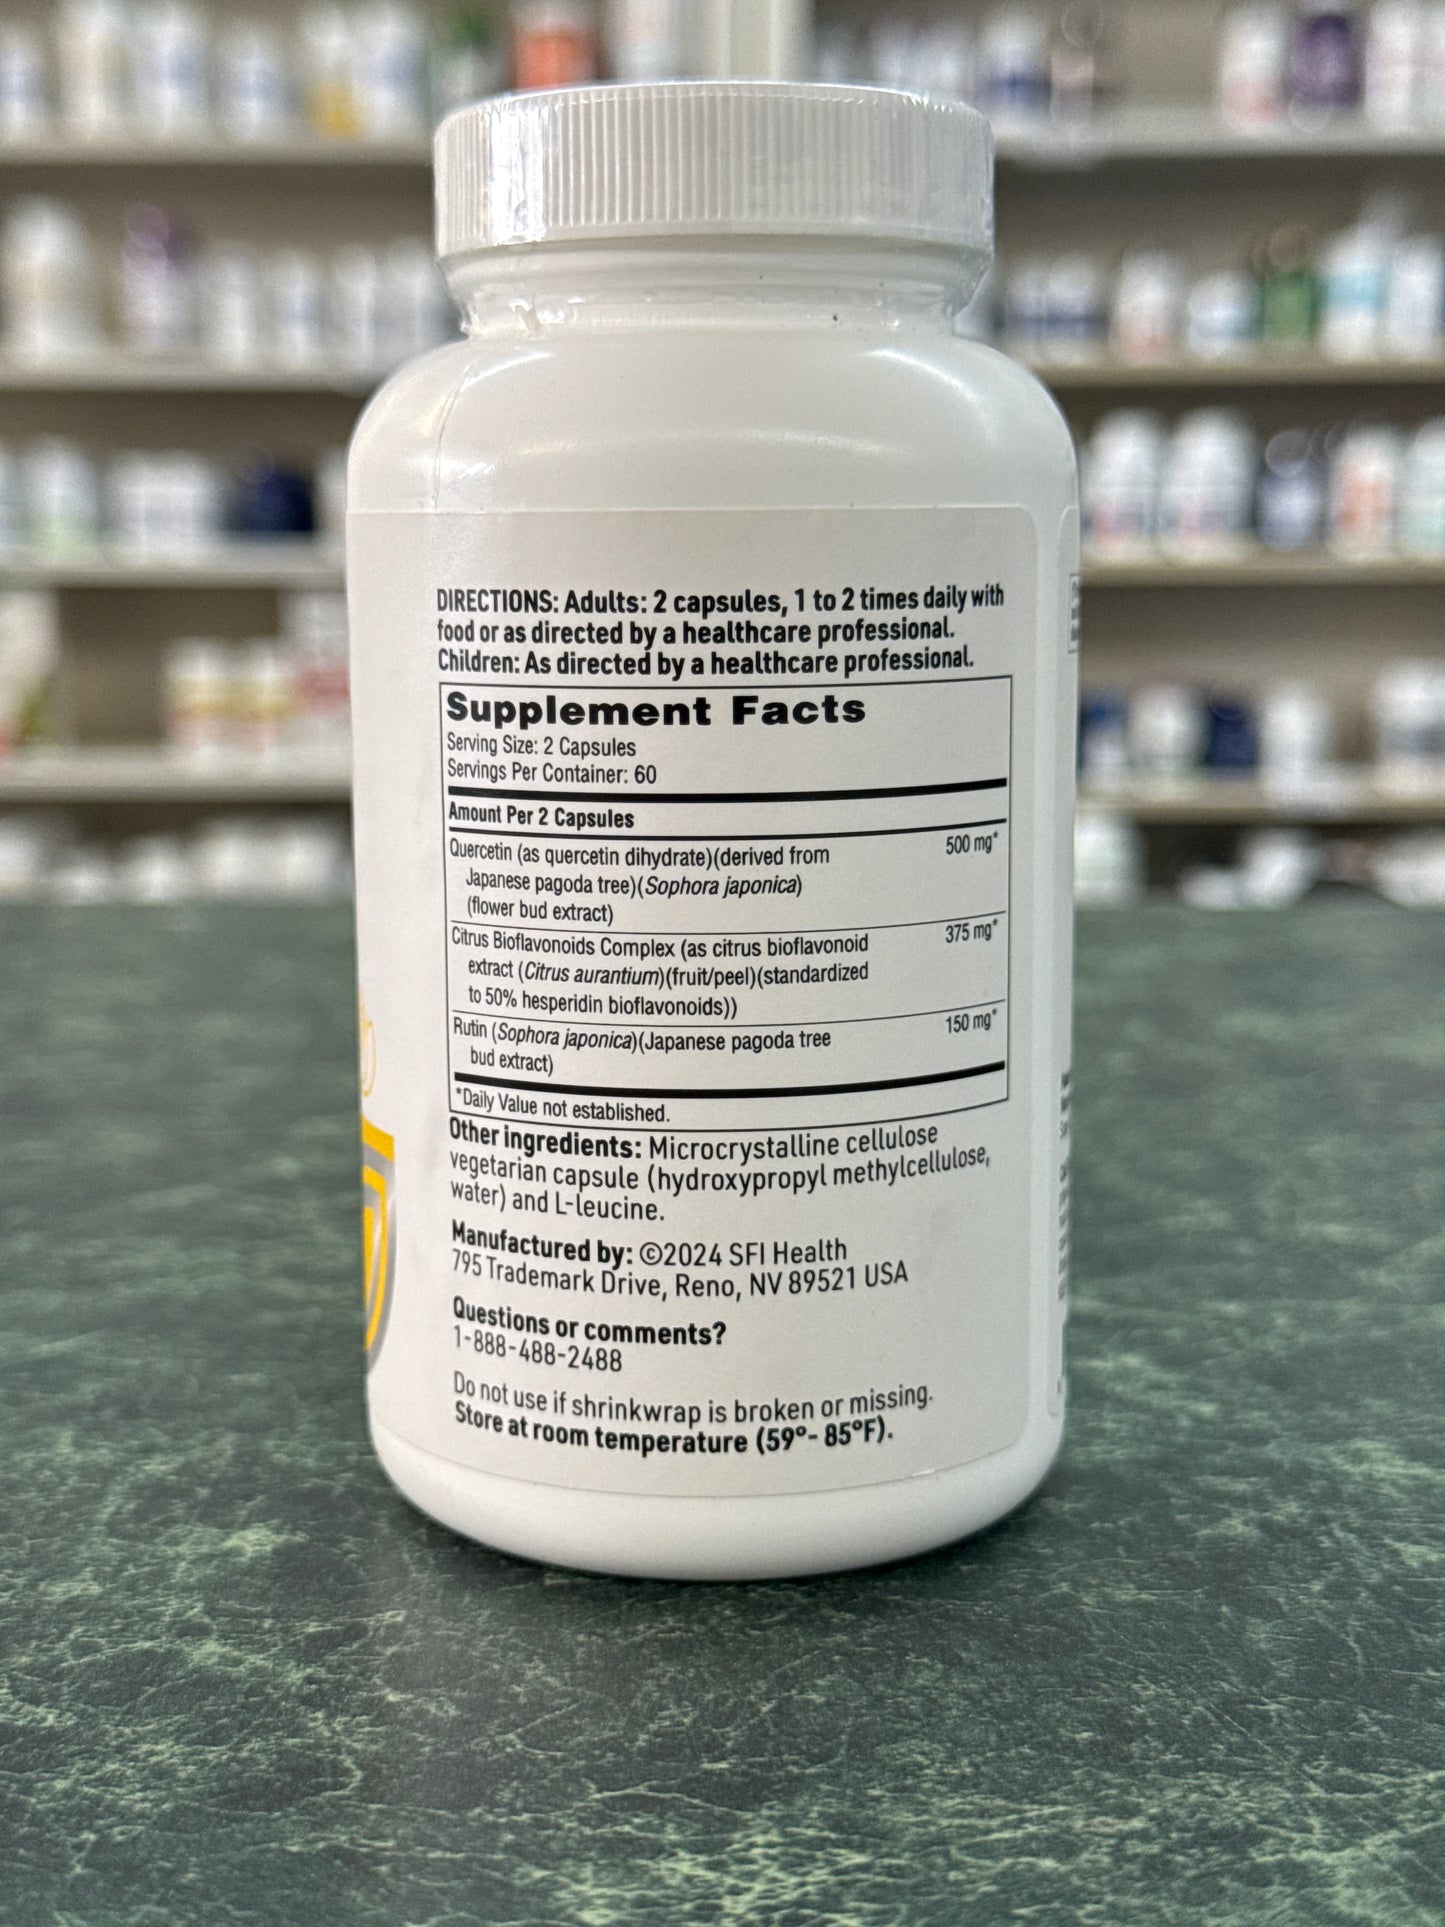 DIRECTIONS: Adults: 2 capsules, 1 to 2 times daily with
food or as directed by a healthcare professional.
Children: As directed by a healthcare professional.
Supplement Facts
Serving Size: 2 Capsules
Servings Per Container: 60
Amount Per 2 Capsules
Quercetin (as quercetin dihydrate)(derived from 500 mg*
Japanese pagoda tree)(Sophora japonica)
(flower bud extract)
Citrus Bioflavonoids Complex (as citrus bioflavonoid 375 mg*
extract (Citrus aurantium)(fruit/peel)(standardized
to 50% hesperidin bioflavonoids))
Rutin (Sophora japonica)(Japanese pagoda tree 150 mg*
bud extract)
*Daily Value not established.
Other ingredients: Microcrystalline cellulose
vegetarian capsule (hydroxypropyl methylcellulose,
water) and L-leucine.
Manufactured by: ©2024 SFI Health
795 Trademark Drive, Reno, NV 89521 USA
Questions or comments?
1-888-488-2488
Do not use if shrinkwrap is broken or missing.
Store at room temperature (59°- 85°F).